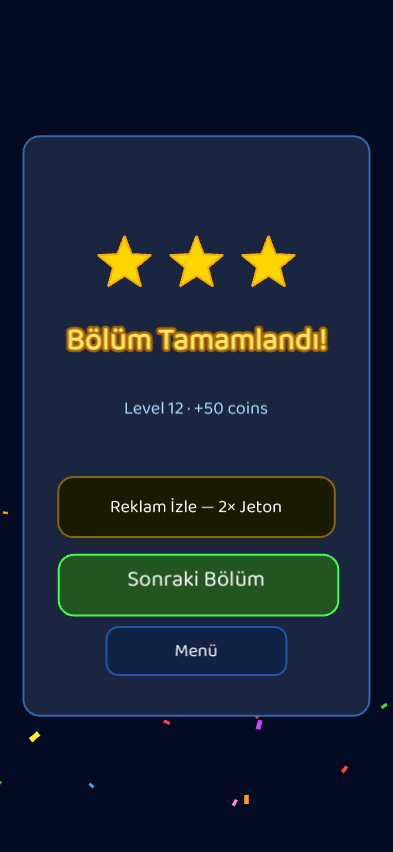 Bölüm Tamamlandı!
Level 12 · +50 coins
Reklam İzle — 2× Jeton
Sonraki Bölüm
Menü